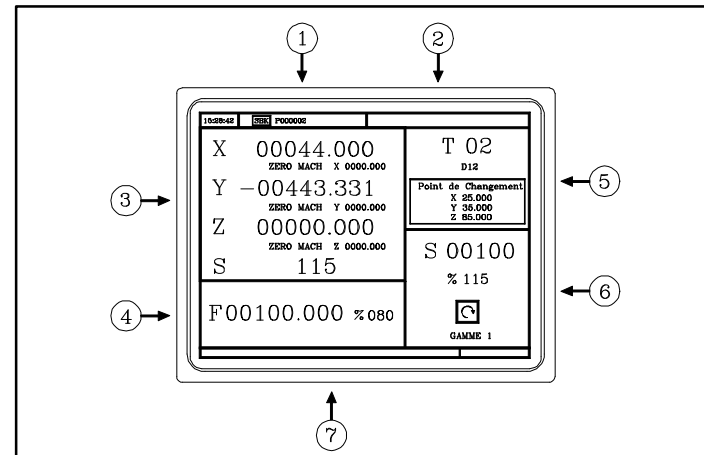 1
2
15:28:42 SBK P000002
X 00044.000
ZERO MACH X 0000.000
Y -00443.331
ZERO MACH Y 0000.000
Z 00000.000
ZERO MACH Z 0000.000
S 115
F00100.000 %080
T 02
D12
Point de Changement
X 25.000
Y 35.000
Z 85.000
S 00100
% 115
GAMME 1
3
4
5
6
7